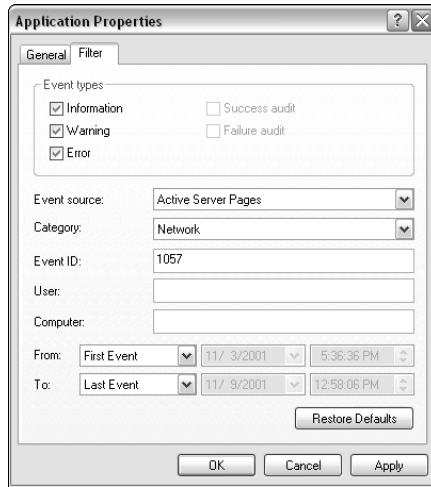 Application Properties
General Filter
Event types
Information Success audit
Warning Failure audit
Error
Event source: Active Server Pages
Category: Network
Event ID: 1057
User:
Computer:
From: First Event 11/ 3/2001 5:36:36 PM
To: Last Event 11/ 9/2001 12:58:06 PM
Restore Defaults
OK Cancel Apply